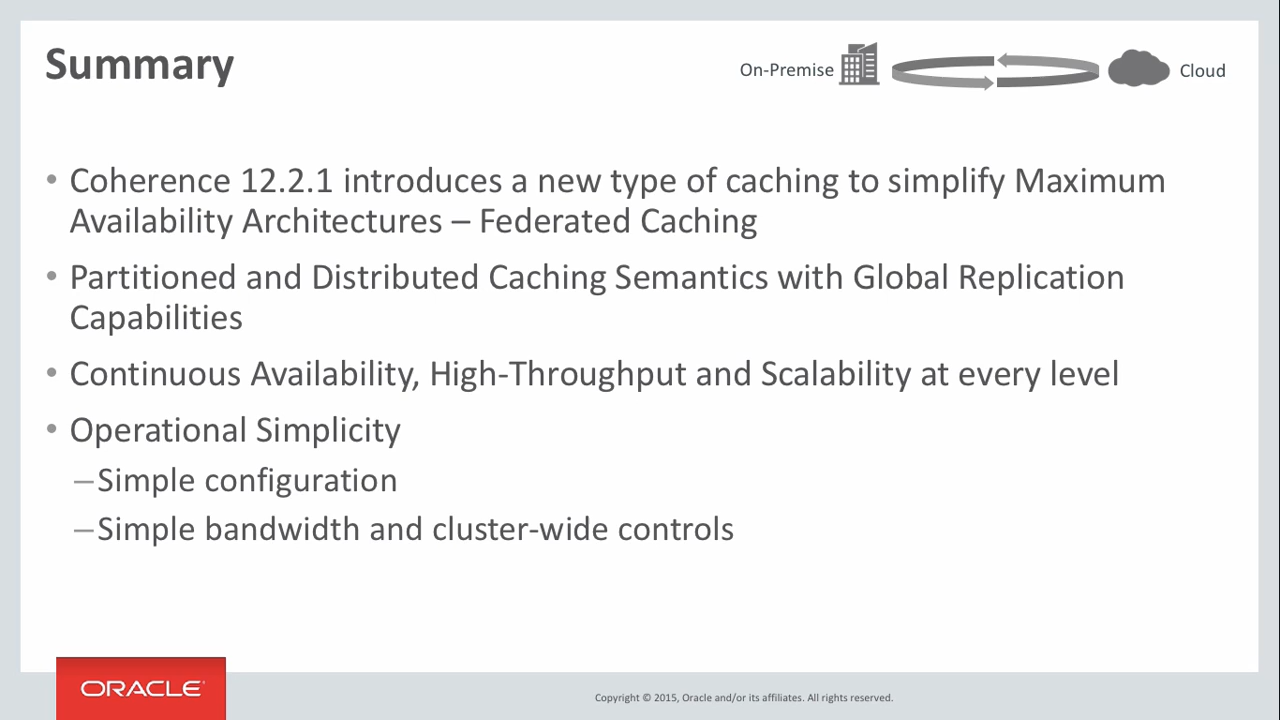 Summary
On-Premise
Cloud
• Coherence 12.2.1 introduces a new type of caching to simplify Maximum
Availability Architectures – Federated Caching
• Partitioned and Distributed Caching Semantics with Global Replication
Capabilities
• Continuous Availability, High-Throughput and Scalability at every level
• Operational Simplicity
– Simple configuration
– Simple bandwidth and cluster-wide controls
ORACLE
Copyright © 2015, Oracle and/or its affiliates. All rights reserved.